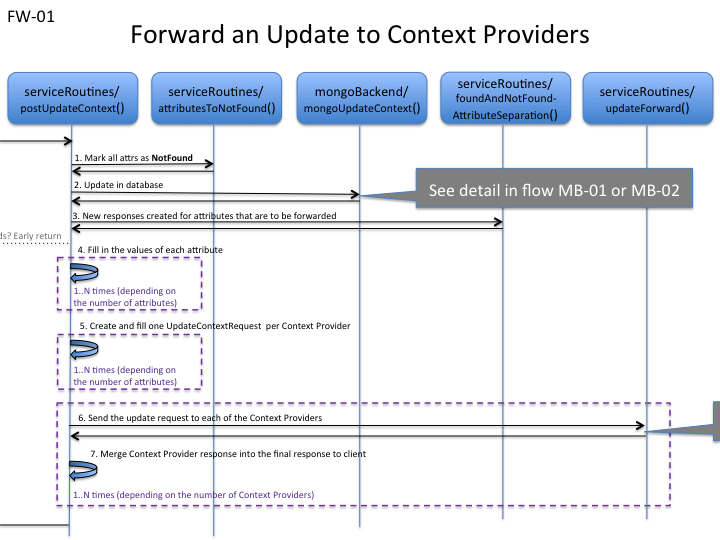 FW-01
Forward an Update to Context Providers
serviceRoutines/
postUpdateContext()
serviceRoutines/
attributesToNotFound()
mongoBackend/
mongoUpdateContext()
serviceRoutines/
foundAndNotFound-
AttributeSeparation()
serviceRoutines/
updateForward()
1. Mark all attrs as NotFound
2. Update in database
See detail in flow MB-01 or MB-02
3. New responses created for attributes that are to be forwarded
ds? Early return
4. Fill in the values of each attribute
1..N times (depending on
the number of attributes)
5. Create and fill one UpdateContextRequest per Context Provider
1..N times (depending on
the number of attributes)
6. Send the update request to each of the Context Providers
7. Merge Context Provider response into the final response to client
1..N times (depending on the number of Context Providers)